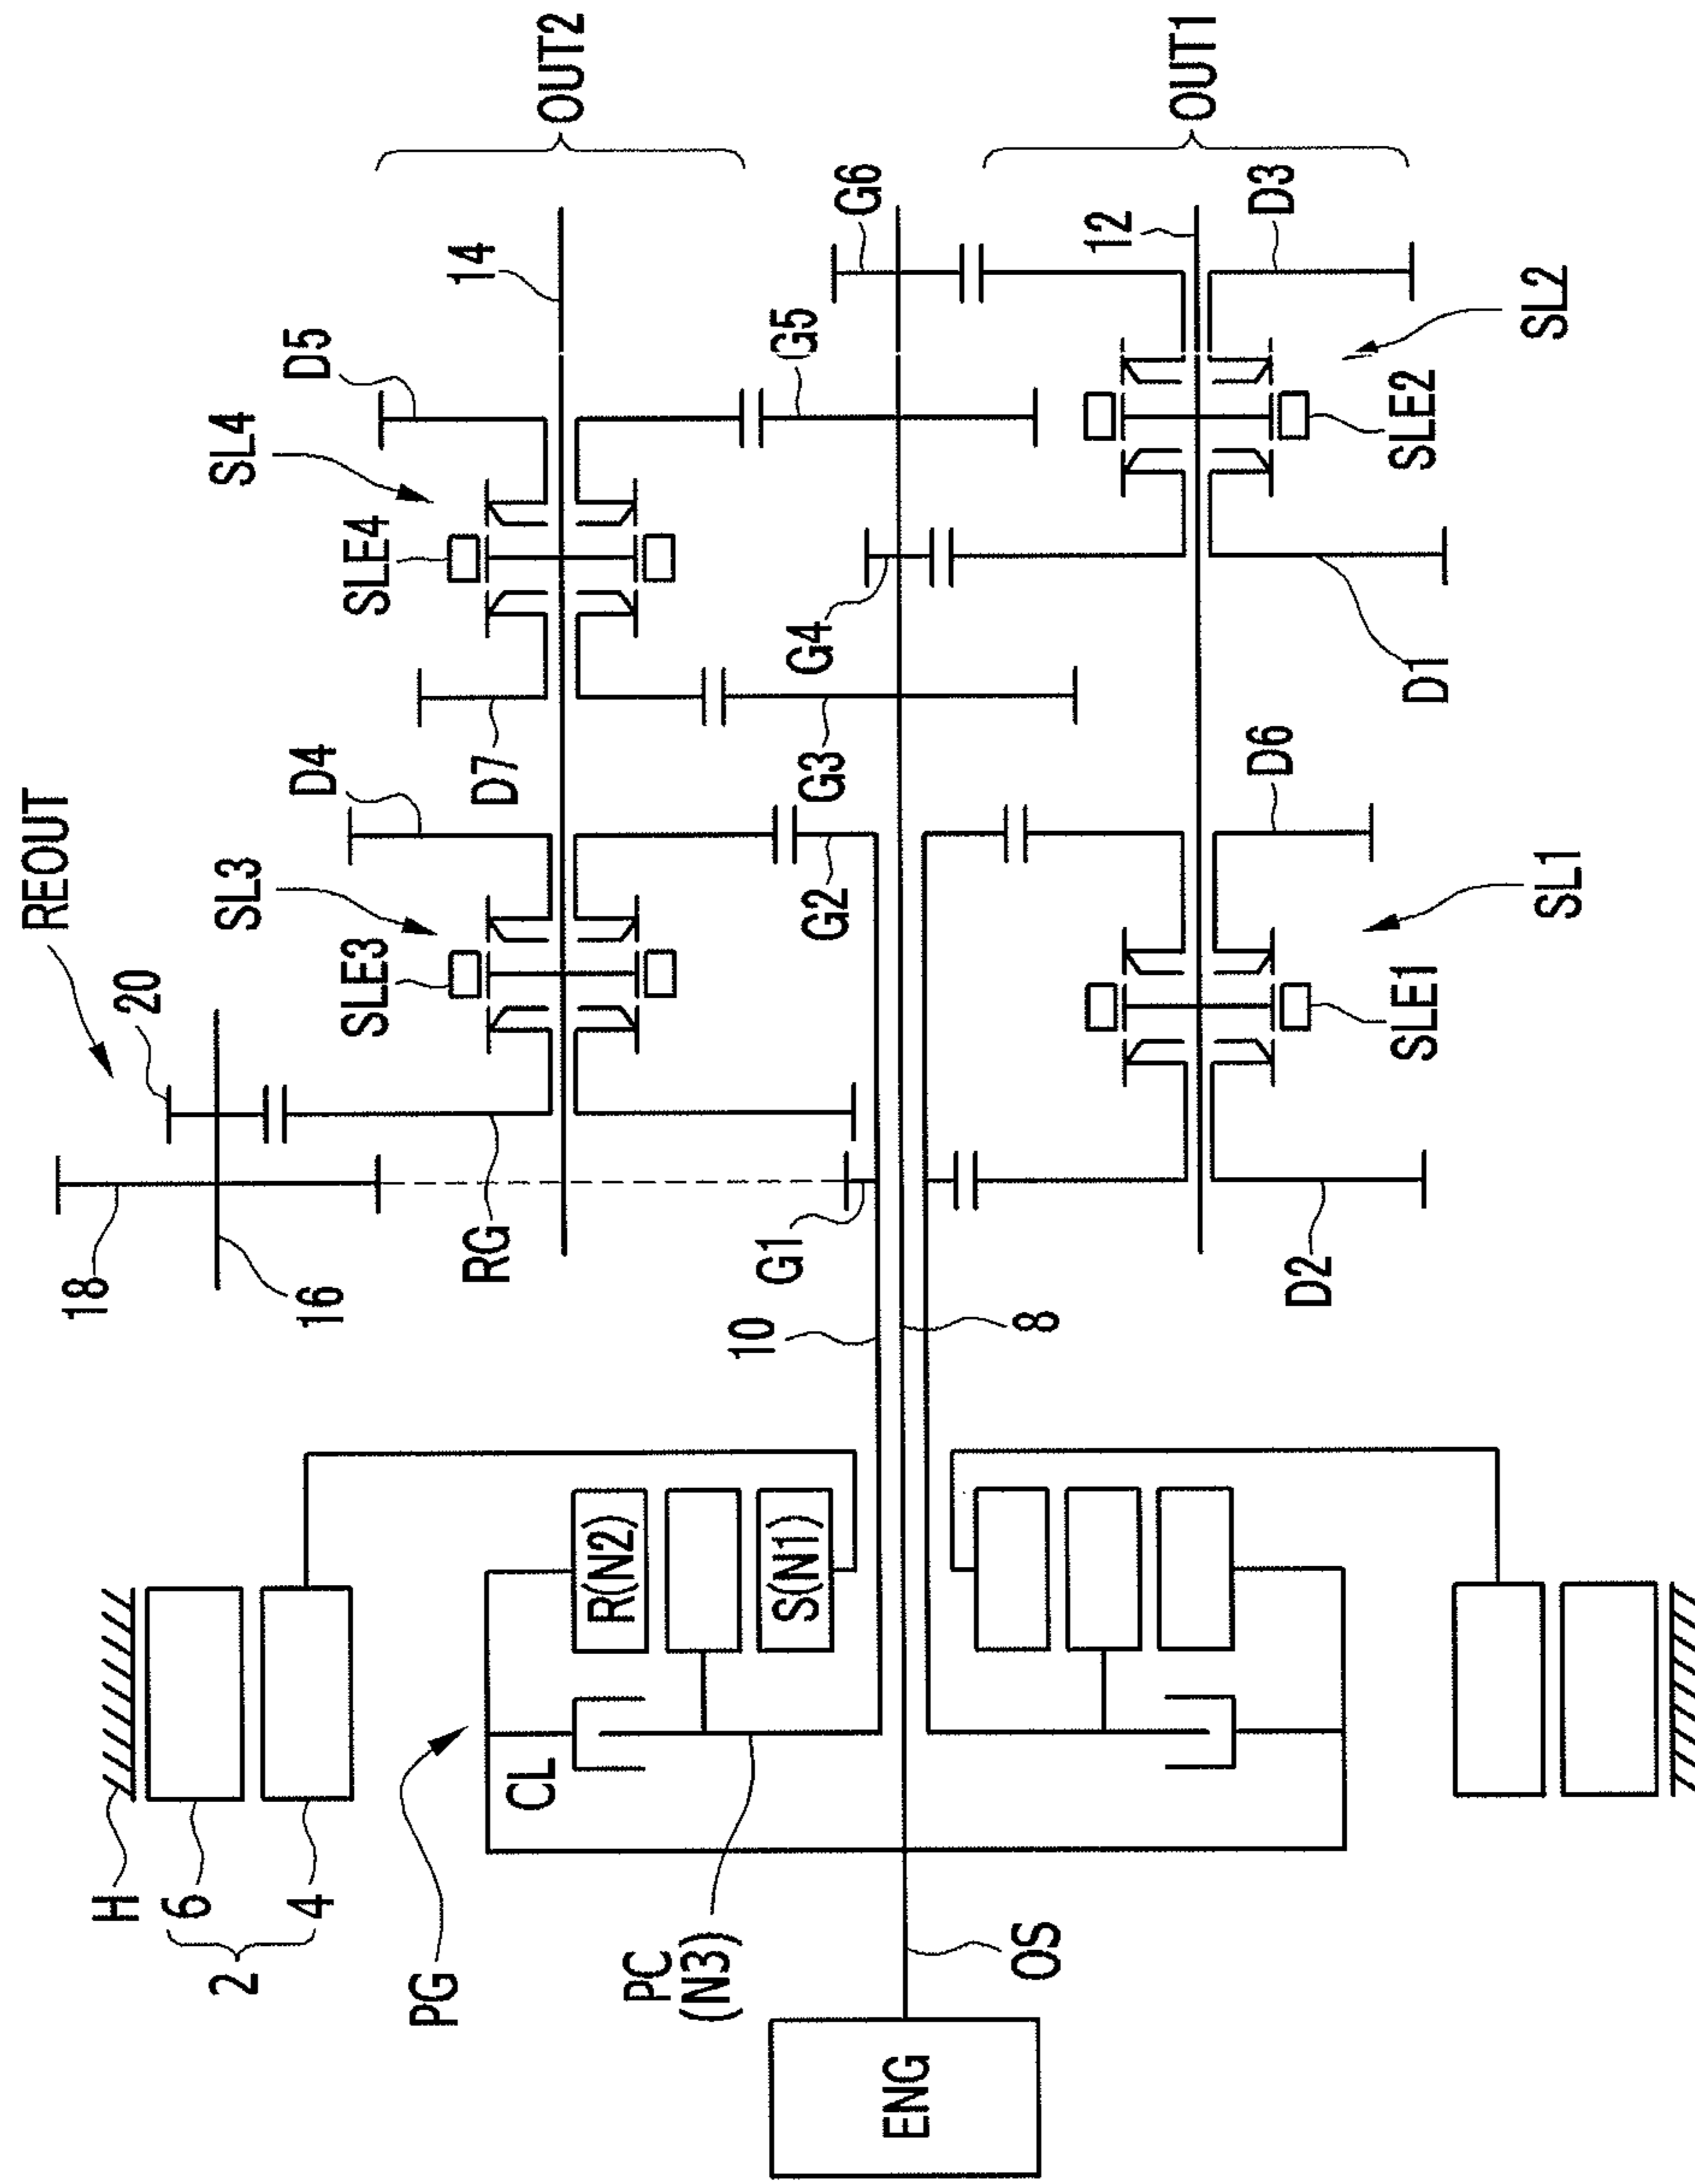 REOUT
18
16
20
RG
SL3
SLE3
D4
D7
SL4
SLE4
D5
14
OUT2
G1
G2
G3
G4
G5
G6
10
8
12
OUT1
D2
SLE1
SL1
D6
D1
SLE2
SL2
D3
H
6
4
2
PG
CL
R(N2)
S(N1)
PC
(N3)
OS
ENG